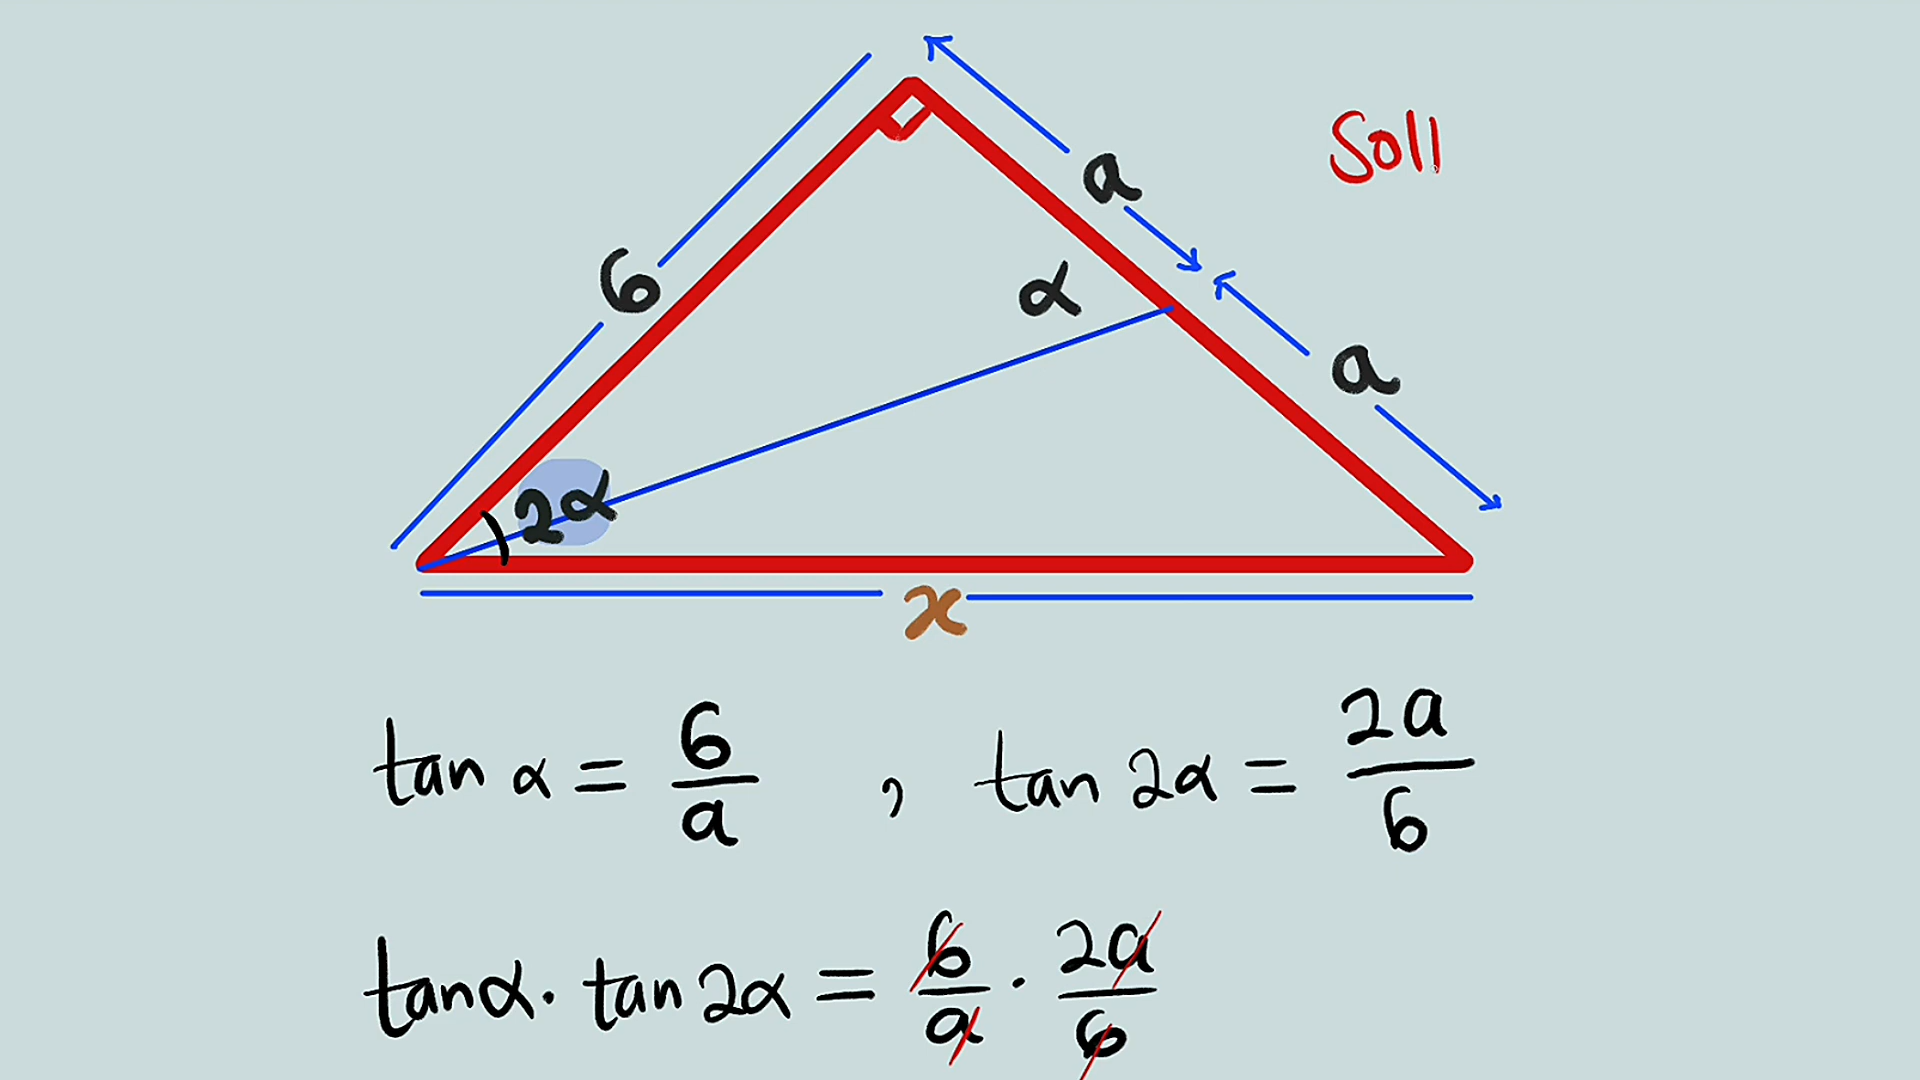 Soll
a
6
α
a
2α
x
tan α = 6/a , tan 2α = 2a/6
tanα · tan 2α = 6/a · 2a/6